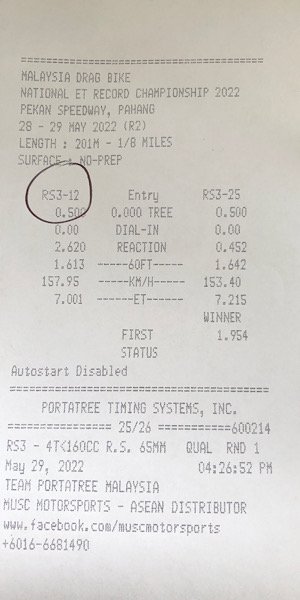 ========================================
MALAYSIA DRAG BIKE
NATIONAL ET RECORD CHAMPIONSHIP 2022
PEKAN SPEEDWAY, PAHANG
28 - 29 MAY 2022 (R2)
LENGTH : 201M - 1/8 MILES
SURFACE : NO-PREP
========================================
RS3-12 Entry RS3-25
0.500 0.000 TREE 0.500
0.00 DIAL-IN 0.00
2.620 REACTION 0.452
1.613 -----60FT----- 1.642
157.95 -----KM/H----- 153.40
7.001 ------ET------ 7.215
WINNER
FIRST 1.954
STATUS
Autostart Disabled
========================================
PORTATREE TIMING SYSTEMS, INC.
================ 25/26 ===========600214
RS3 - 4T<160CC R.S. 65MM QUAL RND 1
May 29, 2022 04:26:52 PM
TEAM PORTATREE MALAYSIA
MUSC MOTORSPORTS - ASEAN DISTRIBUTOR
www.facebook.com/muscmotorsports
+6016-6681490